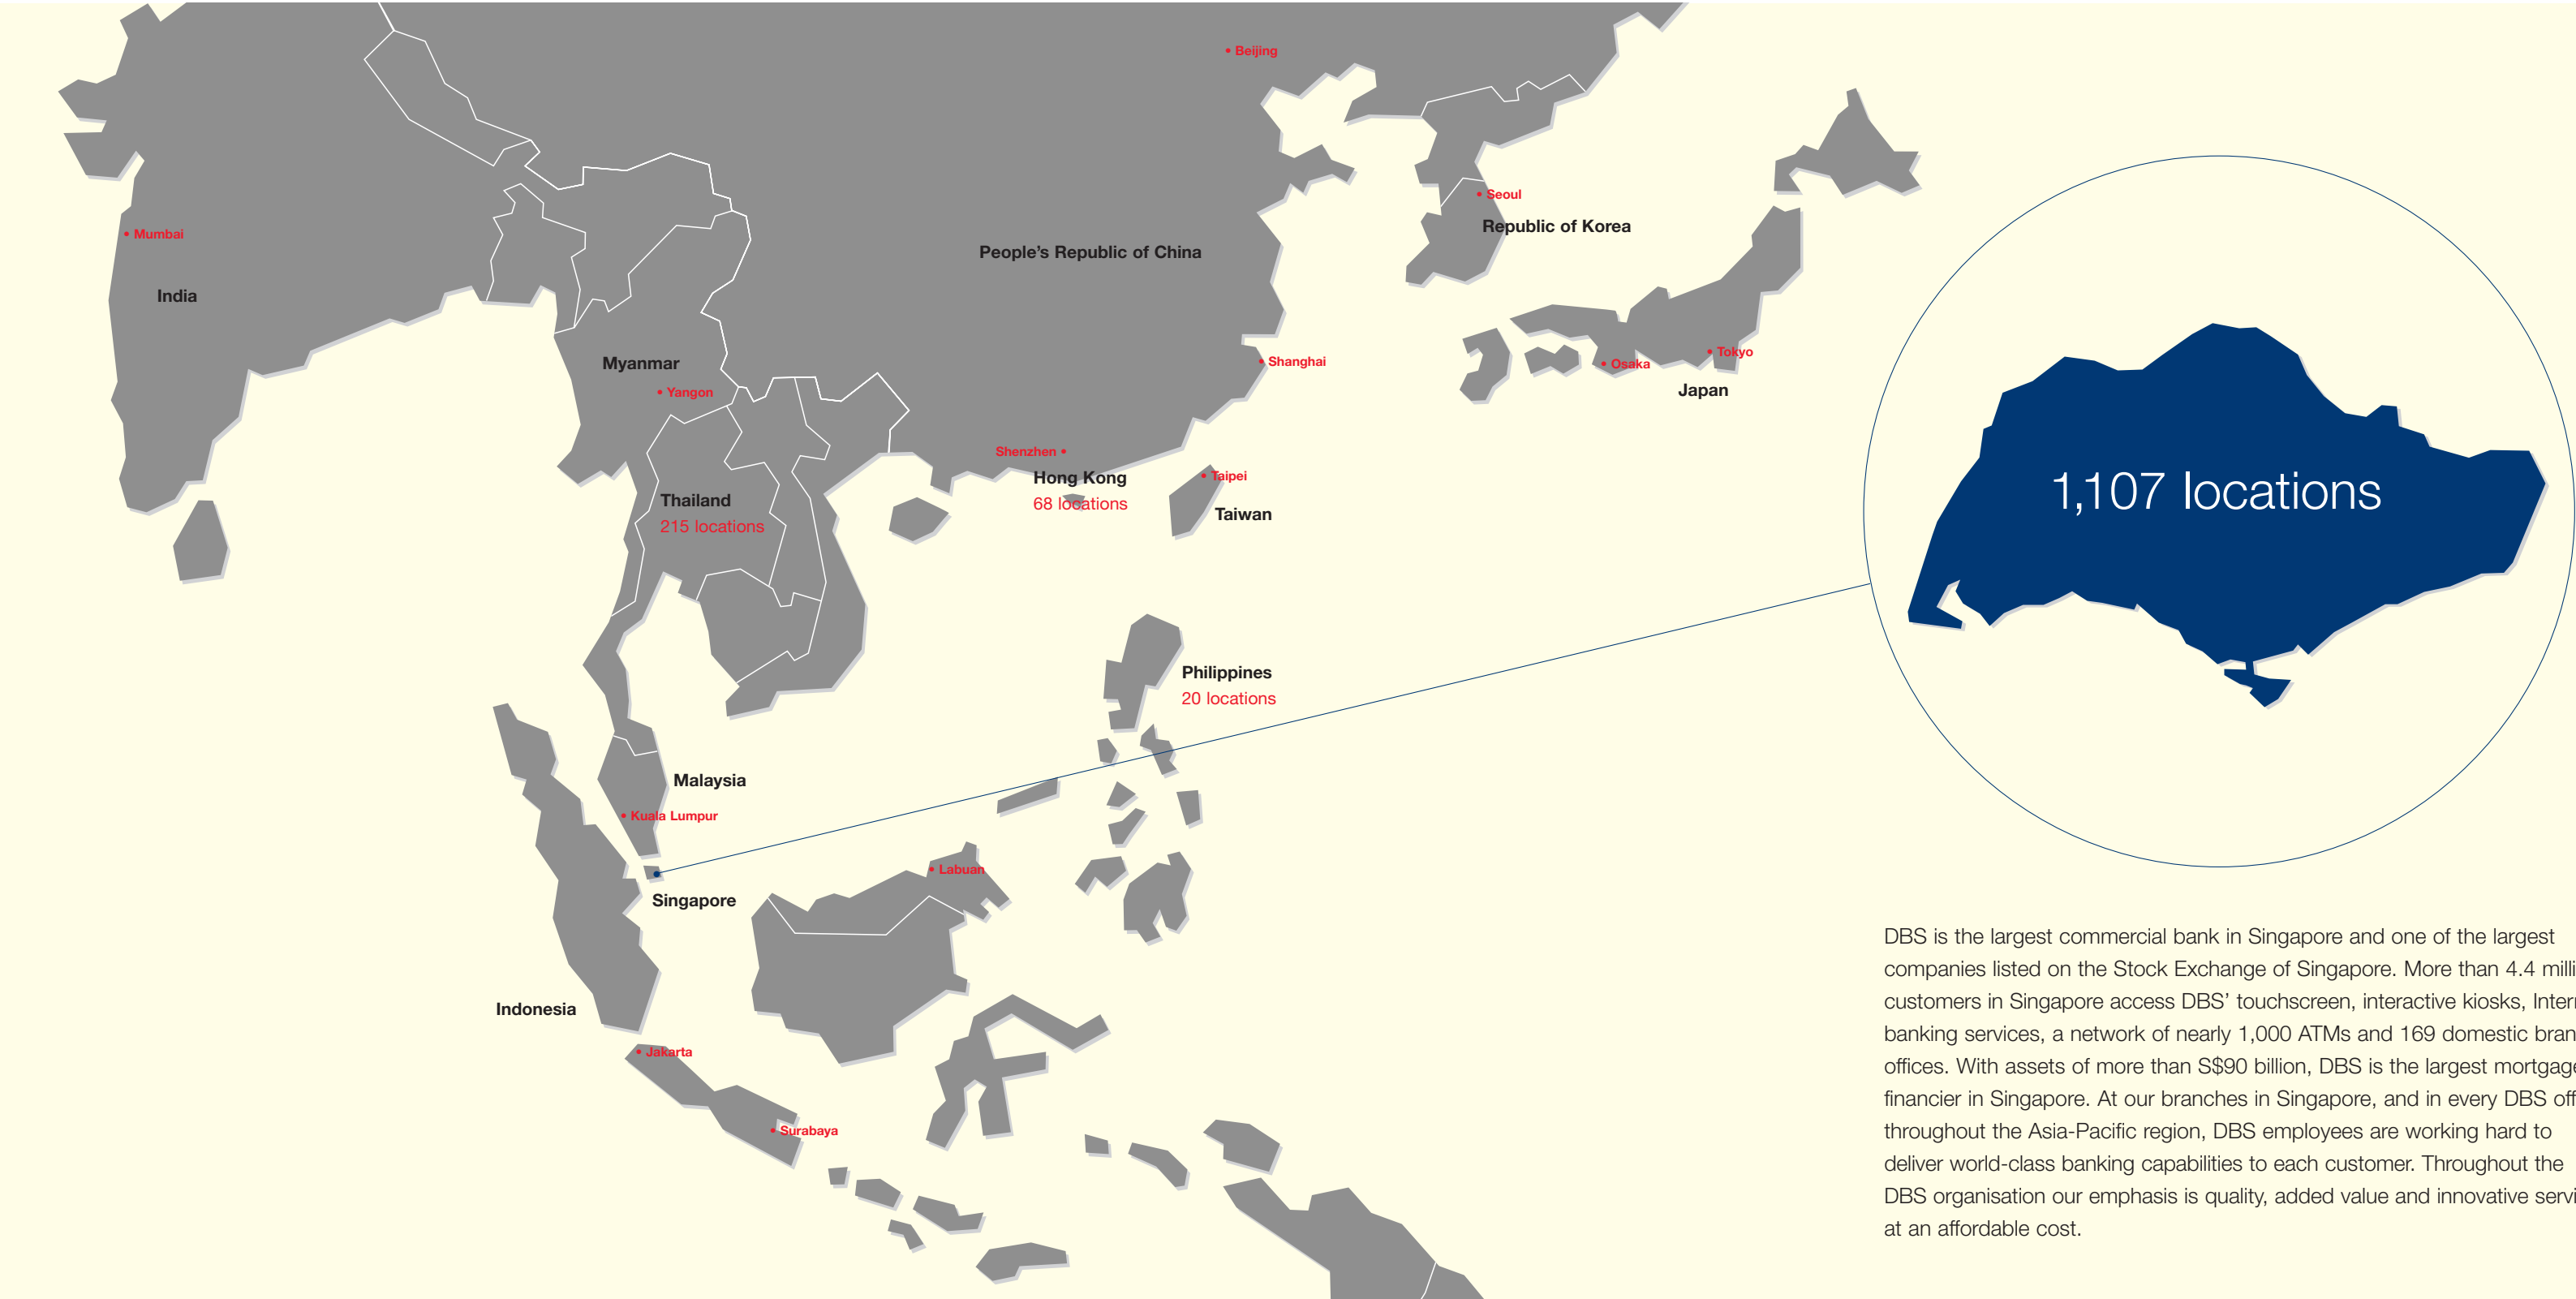 Beijing
Seoul
Republic of Korea
Mumbai
People's Republic of China
India
Tokyo
Shanghai
Osaka
Myanmar
Japan
Yangon
Shenzhen
Hong Kong
68 locations
Taipei
Taiwan
Thailand
215 locations
1,107 locations
Philippines
20 locations
Malaysia
Kuala Lumpur
Labuan
Singapore
Indonesia
Jakarta
Surabaya
DBS is the largest commercial bank in Singapore and one of the largest
companies listed on the Stock Exchange of Singapore. More than 4.4 milli
customers in Singapore access DBS' touchscreen, interactive kiosks, Inter
banking services, a network of nearly 1,000 ATMs and 169 domestic bran
offices. With assets of more than S$90 billion, DBS is the largest mortgage
financier in Singapore. At our branches in Singapore, and in every DBS off
throughout the Asia-Pacific region, DBS employees are working hard to
deliver world-class banking capabilities to each customer. Throughout the
DBS organisation our emphasis is quality, added value and innovative servi
at an affordable cost.